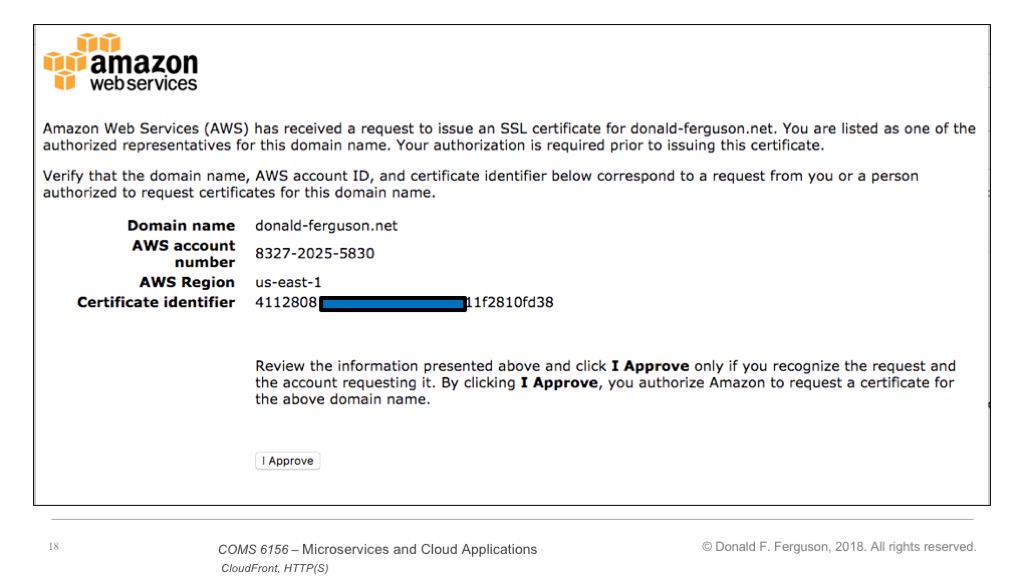 amazon
webservices
Amazon Web Services (AWS) has received a request to issue an SSL certificate for donald-ferguson.net. You are listed as one of the
authorized representatives for this domain name. Your authorization is required prior to issuing this certificate.
Verify that the domain name, AWS account ID, and certificate identifier below correspond to a request from you or a person
authorized to request certificates for this domain name.
Domain name donald-ferguson.net
AWS account
number 8327-2025-5830
AWS Region us-east-1
Certificate identifier 4112808 11f2810fd38
Review the information presented above and click I Approve only if you recognize the request and
the account requesting it. By clicking I Approve, you authorize Amazon to request a certificate for
the above domain name.
I Approve
18
COMS 6156 – Microservices and Cloud Applications
CloudFront, HTTP(S)
© Donald F. Ferguson, 2018. All rights reserved.